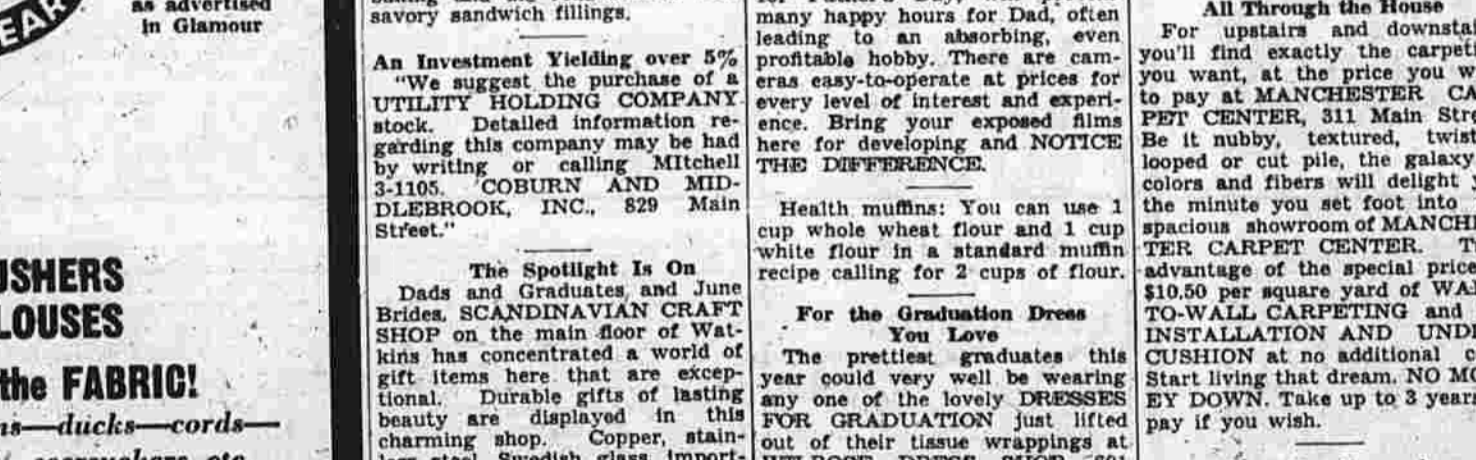 EAR
as advertised
in Glamour
USHERS
LOUSES
the FABRIC!
ns—ducks—cords—
savory sandwich fillings.
An Investment Yielding over 5%
"We suggest the purchase of a
UTILITY HOLDING COMPANY
stock. Detailed information re-
garding this company may be had
by writing or calling MItchell
3-1105. COBURN AND MID-
DLEBROOK, INC., 829 Main
Street."
The Spotlight Is On
Dads and Graduates, and June
Brides. SCANDINAVIAN CRAFT
SHOP on the main floor of Wat-
kins has concentrated a world of
gift items here that are excep-
tional. Durable gifts of lasting
beauty are displayed in this
charming shop. Copper, stain-
less steel, Swedish glass, import-
many happy hours for Dad, often
leading to an absorbing, even
profitable hobby. There are cam-
eras easy-to-operate at prices for
every level of interest and experi-
ence. Bring your exposed films
here for developing and NOTICE
THE DIFFERENCE.
Health muffins: You can use 1
cup whole wheat flour and 1 cup
white flour in a standard muffin
recipe calling for 2 cups of flour.
For the Graduation Dress
You Love
The prettiest graduates this
year could very well be wearing
any one of the lovely DRESSES
FOR GRADUATION just lifted
out of their tissue wrappings at
All Through the House
For upstairs and downstai
you'll find exactly the carpeti
you want, at the price you w
to pay at MANCHESTER CA
PET CENTER, 311 Main Stre
Be it nubby, textured, twist
looped or cut pile, the galaxy
colors and fibers will delight
the minute you set foot into
spacious showroom of MANCHE
TER CARPET CENTER. T
advantage of the special price
$10.50 per square yard of WAL
TO-WALL CARPETING and
INSTALLATION AND UNDE
CUSHION at no additional c
Start living that dream. NO MO
EY DOWN. Take up to 3 years
pay if you wish.